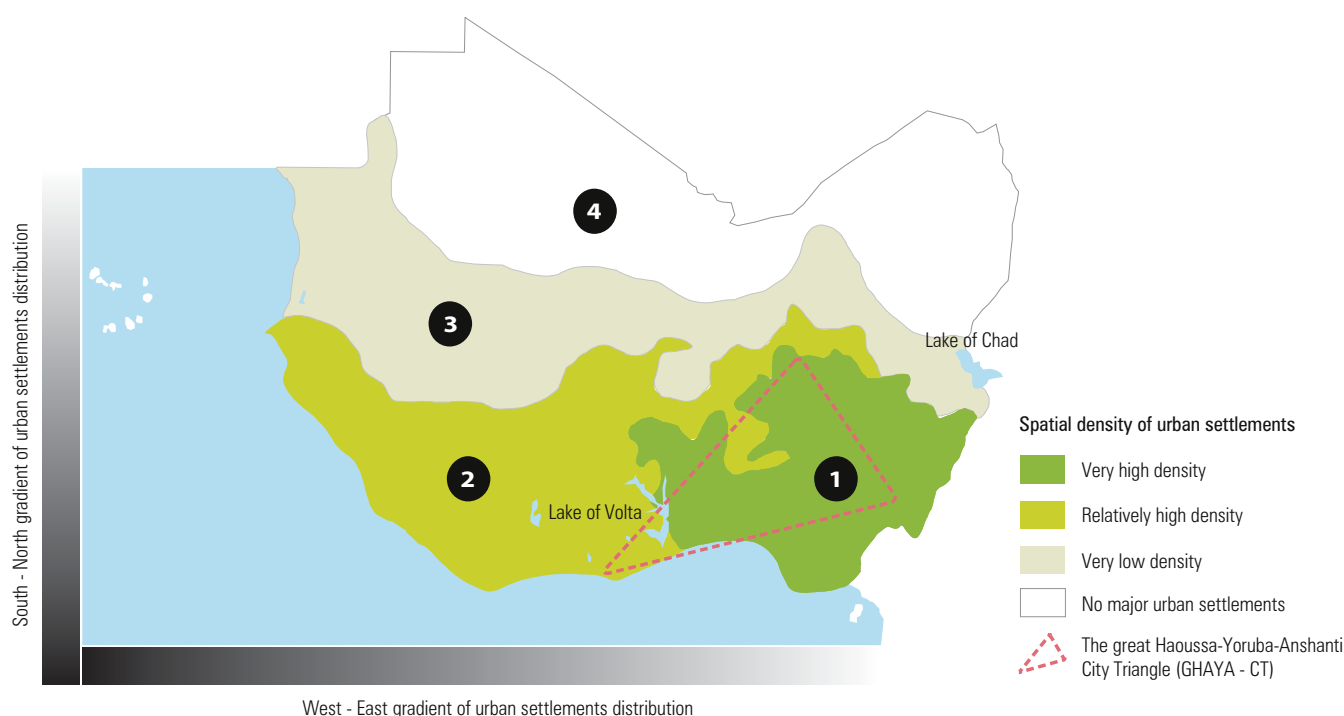 South - North gradient of urban settlements distribution
4
3
Lake of Chad
2
1
Lake of Volta
West - East gradient of urban settlements distribution
Spatial density of urban settlements
Very high density
Relatively high density
Very low density
No major urban settlements
The great Haoussa-Yoruba-Anshanti
City Triangle (GHAYA - CT)